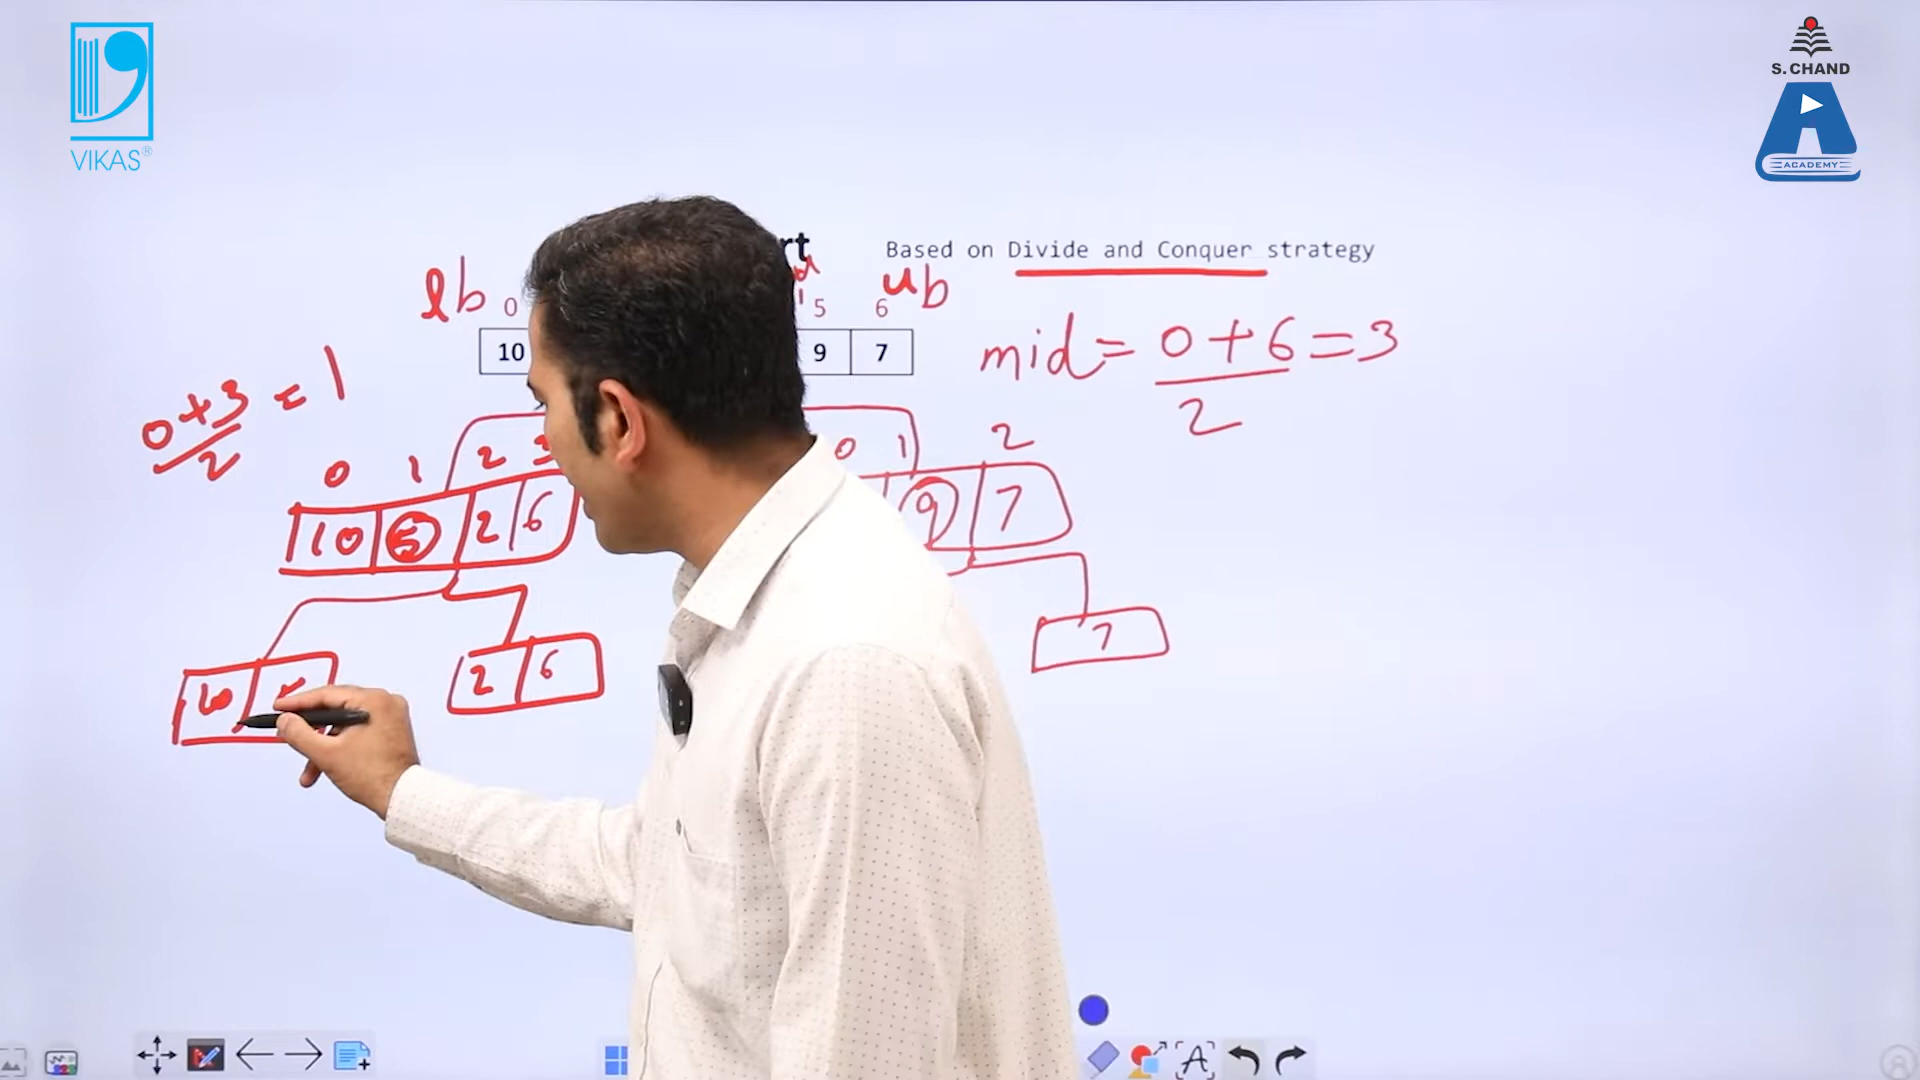 VIKAS®
S. CHAND
ACADEMY
rt Based on Divide and Conquer strategy
lb 0 5 6 ub
10 9 7
mid = 0+6 = 3
2
0+3 = 1
2
0 1 2 3 0 1 2
10 5 2 6 9 7
10 2 6 7
A